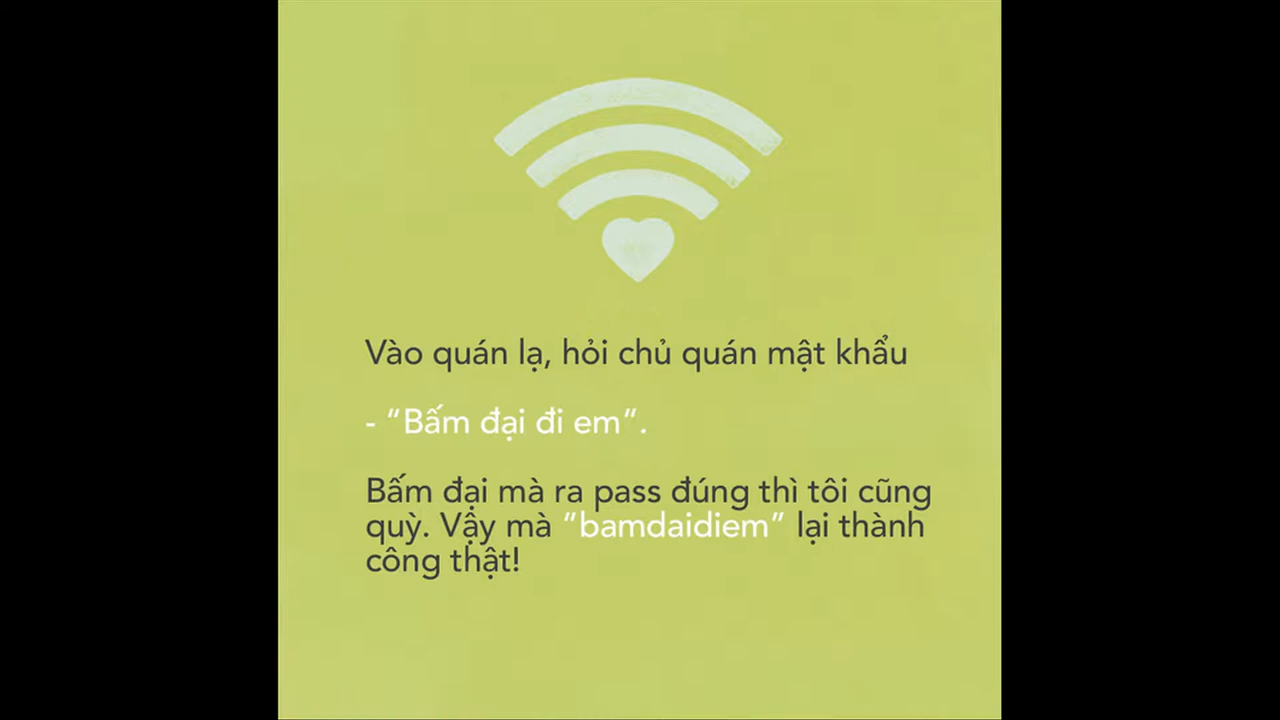 Vào quán lạ, hỏi chủ quán mật khẩu
- “Bấm đại đi em”.
Bấm đại mà ra pass đúng thì tôi cũng
quỳ. Vậy mà “bamdaidiem” lại thành
công thật!